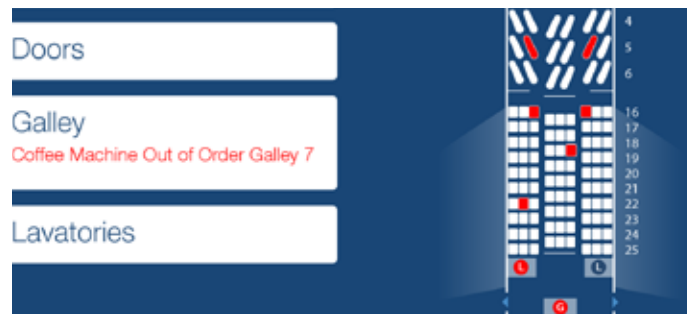 Doors
Galley
Coffee Machine Out of Order Galley 7
Lavatories
4
5
6
16
17
18
19
20
21
22
23
24
25
L L
G